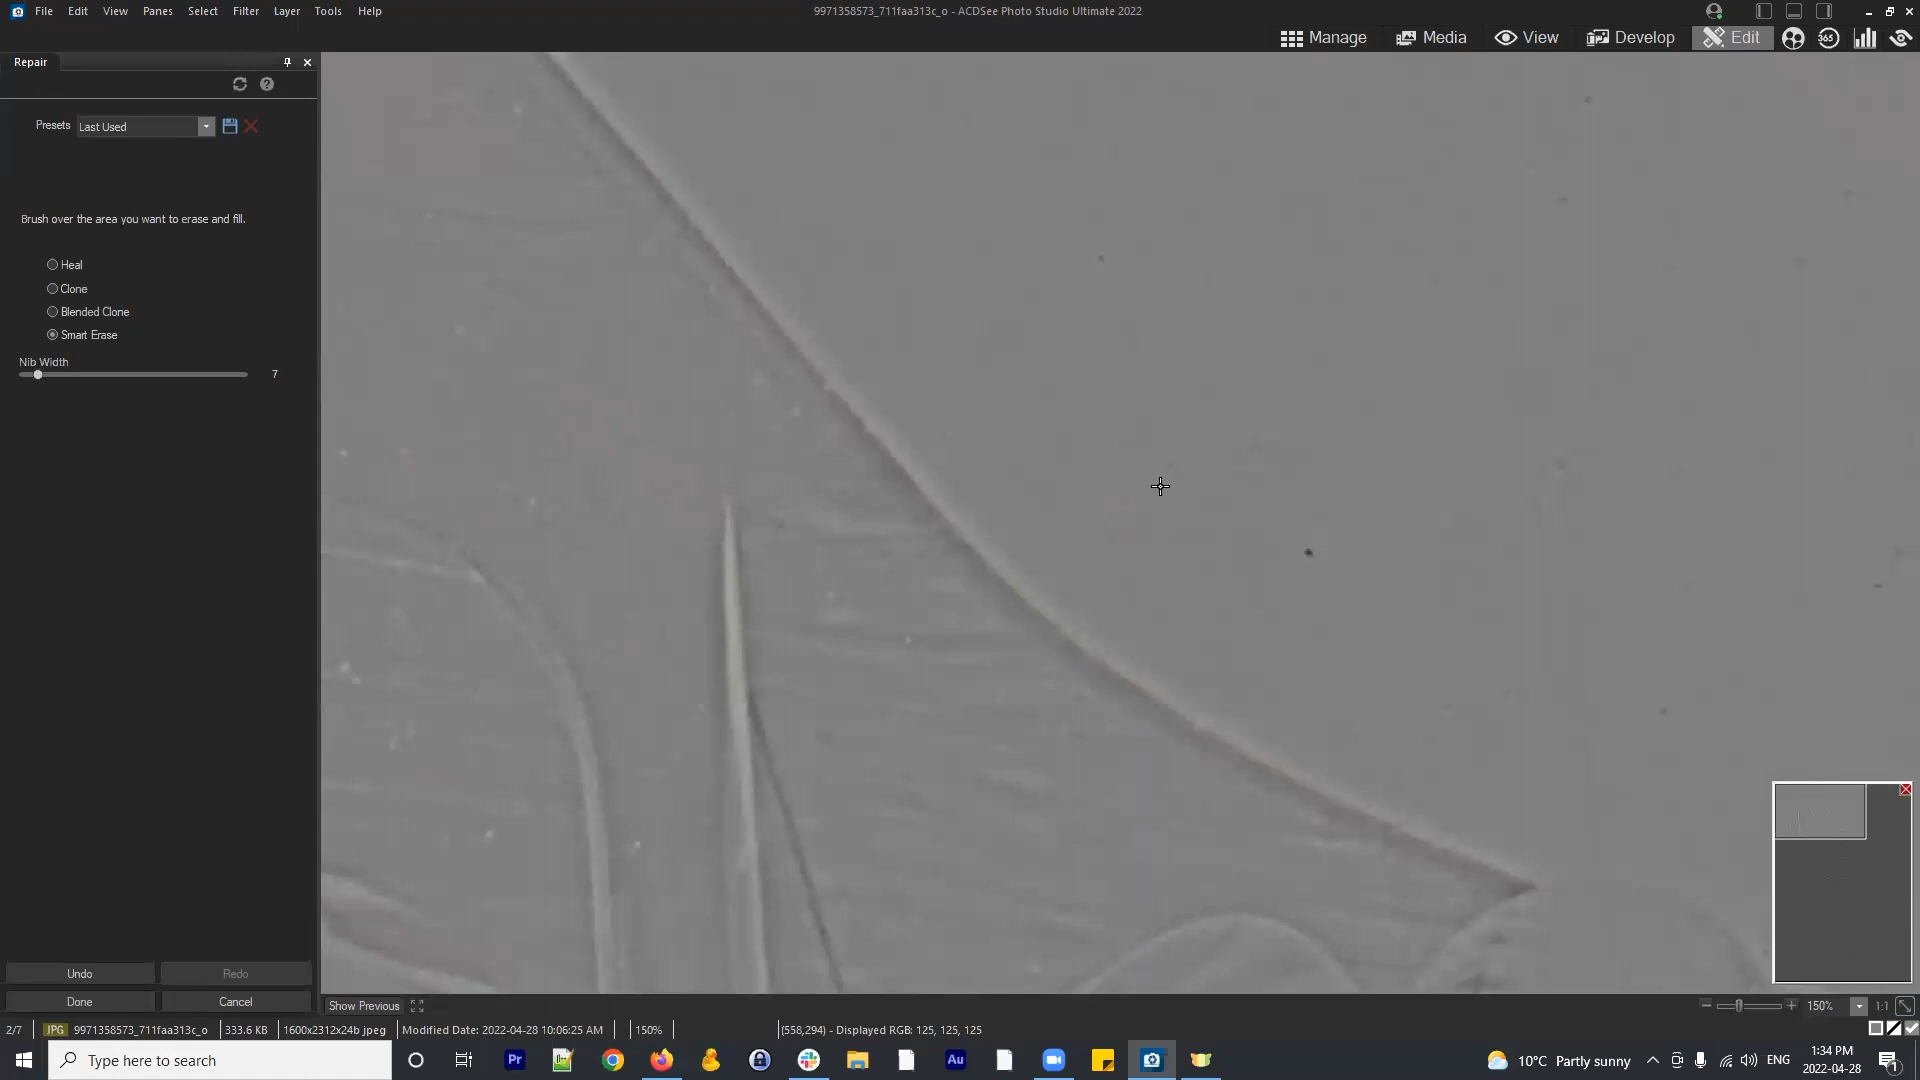 File Edit View Panes Select Filter Layer Tools Help
9971358573_711faa313c_o - ACDSee Photo Studio Ultimate 2022
Manage Media View Develop Edit 365
Repair
Presets Last Used
Brush over the area you want to erase and fill.
Heal
Clone
Blended Clone
Smart Erase
Nib Width
7
Undo Redo
Done Cancel
Show Previous 150% 1:1
2/7 JPG 9971358573_711faa313c_o 333.6 KB 1600x2312x24b jpeg Modified Date: 2022-04-28 10:06:25 AM 150% (558,294) - Displayed RGB: 125, 125, 125
Type here to search Pr Au 10°C Partly sunny ENG 1:34 PM
2022-04-28 1